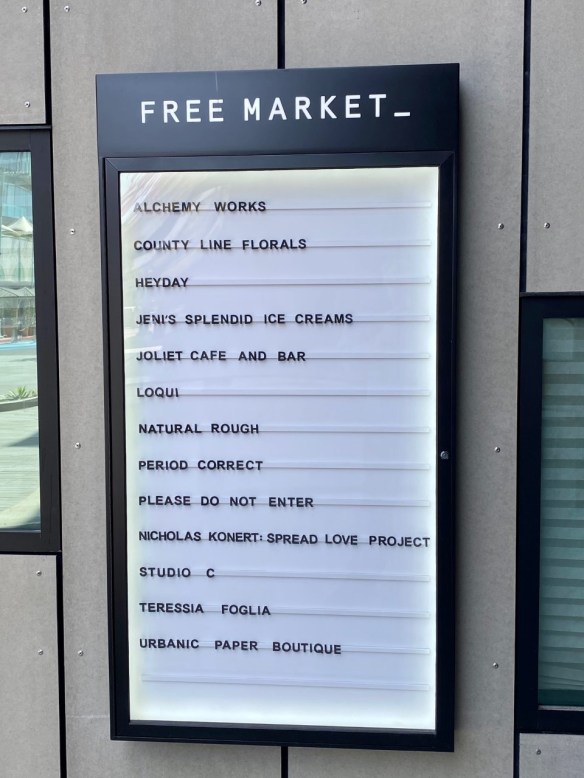 FREE MARKET_
ALCHEMY WORKS
COUNTY LINE FLORALS
HEYDAY
JENI'S SPLENDID ICE CREAMS
JOLIET CAFE AND BAR
LOQUI
NATURAL ROUGH
PERIOD CORRECT
PLEASE DO NOT ENTER
NICHOLAS KONERT: SPREAD LOVE PROJECT
STUDIO C
TERESSIA FOGLIA
URBANIC PAPER BOUTIQUE